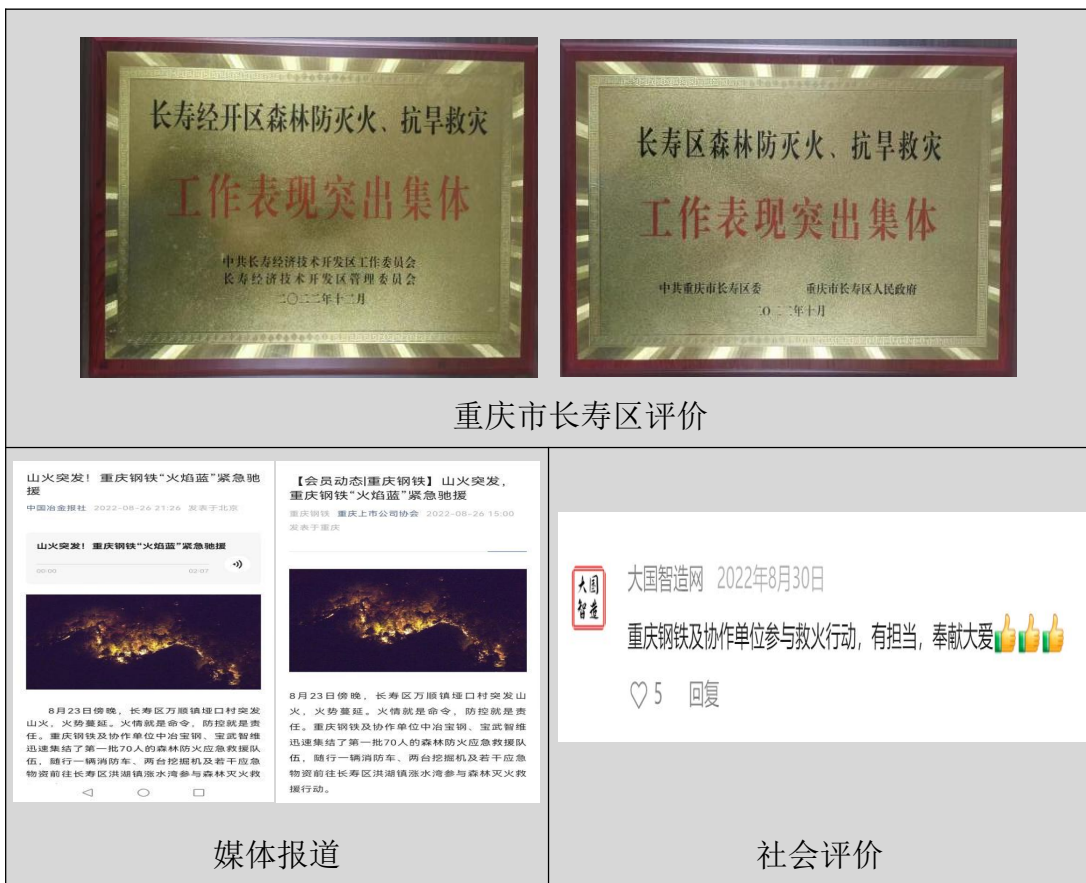 长寿经开区森林防灭火、抗旱救灾
工作表现突出集体
中共长寿经济技术开发区工作委员会
长寿经济技术开发区管理委员会
二〇二二年十二月
长寿区森林防灭火、抗旱救灾
工作表现突出集体
中共重庆市长寿区委 重庆市长寿区人民政府
二〇二二年十月
重庆市长寿区评价
山火突发！重庆钢铁“火焰蓝”紧急驰
援
中国冶金报社 2022-08-26 21:26 发表于北京
山火突发！重庆钢铁“火焰蓝”紧急驰援
00:00 02:07
8月23日傍晚，长寿区万顺镇垭口村突发
山火，火势蔓延。火情就是命令，防控就是责
任。重庆钢铁及协作单位中冶宝钢、宝武智维
迅速集结了第一批70人的森林防火应急救援队
伍，随行一辆消防车、两台挖掘机及若干应急
物资前往长寿区洪湖镇涨水湾参与森林灭火救
【会员动态|重庆钢铁】山火突发，
重庆钢铁“火焰蓝”紧急驰援
重庆钢铁 重庆上市公司协会 2022-08-26 15:00
发表于重庆
8月23日傍晚，长寿区万顺镇垭口村突发山
火，火势蔓延。火情就是命令，防控就是责
任。重庆钢铁及协作单位中冶宝钢、宝武智维
迅速集结了第一批70人的森林防火应急救援队
伍，随行一辆消防车、两台挖掘机及若干应急
物资前往长寿区洪湖镇涨水湾参与森林灭火救
援行动。
媒体报道
大国
智造
大国智造网 2022年8月30日
重庆钢铁及协作单位参与救火行动，有担当，奉献大爱👍👍👍
♡ 5 回复
社会评价